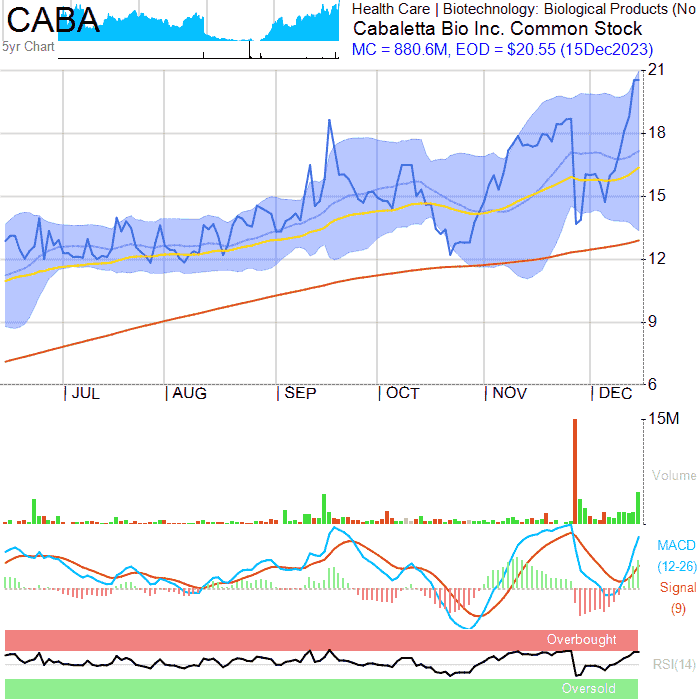 CABA
5yr Chart
Health Care | Biotechnology: Biological Products (No
Cabaletta Bio Inc. Common Stock
MC = 880.6M, EOD = $20.55 (15Dec2023)
21
18
15
12
9
6
JUL AUG SEP OCT NOV DEC
15M
Volume
MACD
(12-26)
Signal
(9)
Overbought
RSI(14)
Oversold